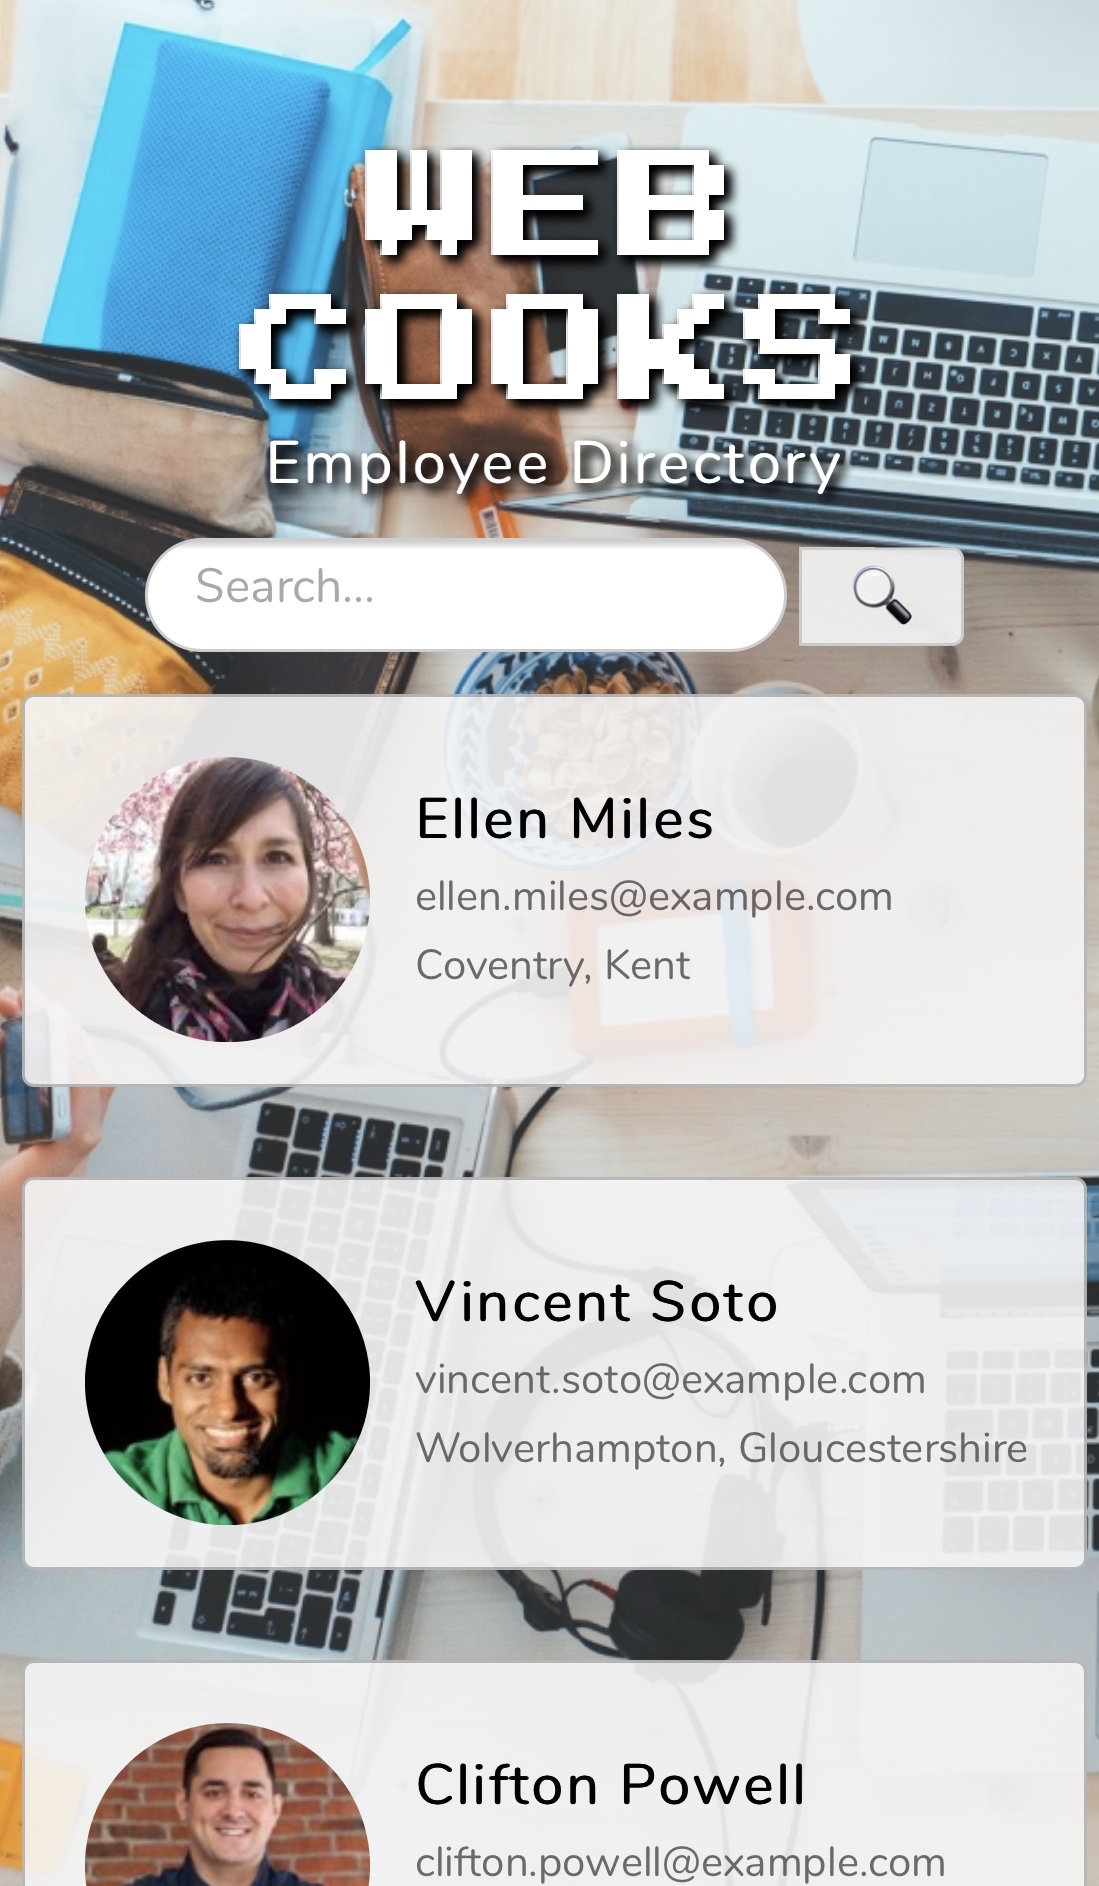 WEB
COOKS
Employee Directory
Search...
Ellen Miles
ellen.miles@example.com
Coventry, Kent
Vincent Soto
vincent.soto@example.com
Wolverhampton, Gloucestershire
Clifton Powell
clifton.powell@example.com